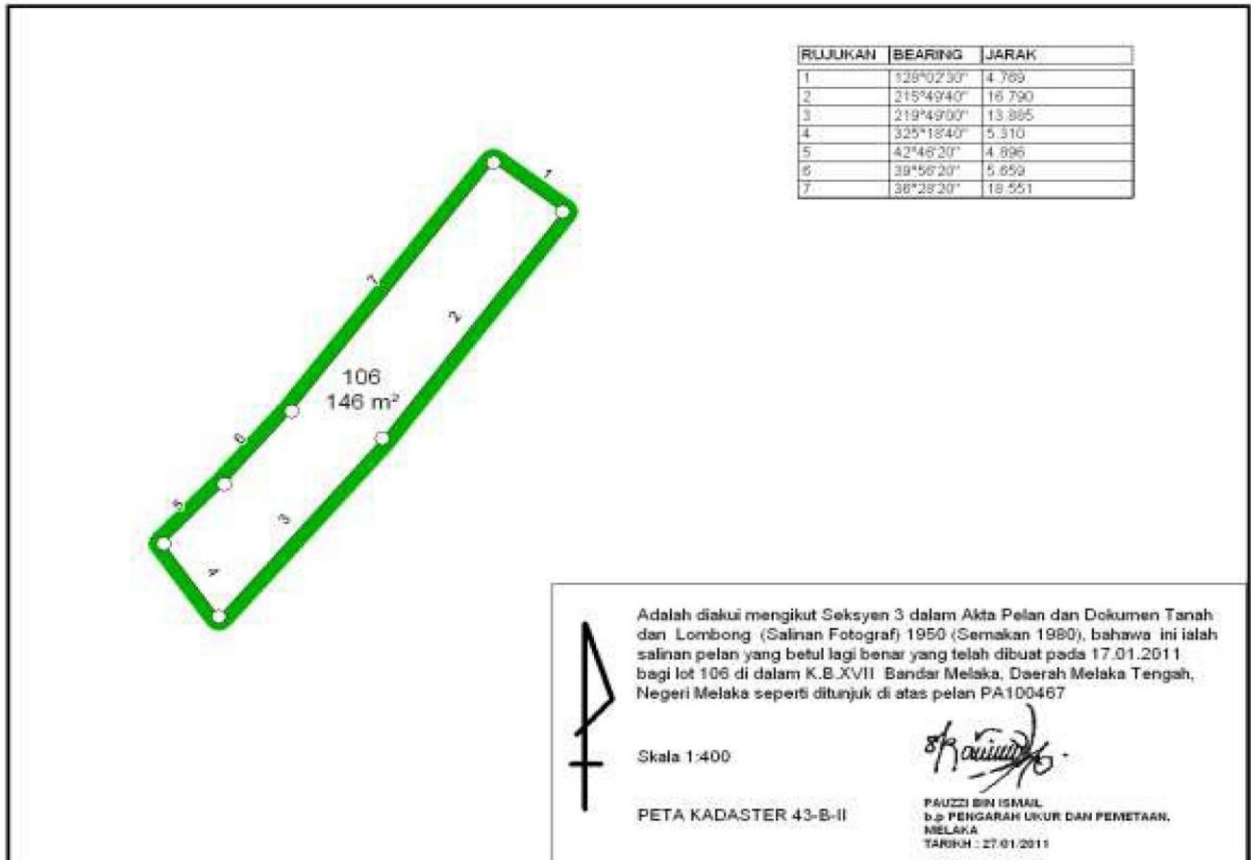 RUJUKAN BEARING JARAK
1 128°02'30" 4.769
2 215°49'40" 16.790
3 219°49'00" 13.885
4 325°18'40" 5.310
5 42°46'20" 4.896
6 39°56'20" 5.659
7 36°28'20" 18.551
1
7
2
106
146 m²
6
5
3
4
Adalah diakui mengikut Seksyen 3 dalam Akta Pelan dan Dokumen Tanah
dan Lombong (Salinan Fotograf) 1950 (Semakan 1980), bahawa ini ialah
salinan pelan yang betul lagi benar yang telah dibuat pada 17.01.2011
bagi lot 106 di dalam K.B.XVII Bandar Melaka, Daerah Melaka Tengah,
Negeri Melaka seperti ditunjuk di atas pelan PA100467
Skala 1:400
PETA KADASTER 43-B-II
PAUZZI BIN ISMAIL
b.p PENGARAH UKUR DAN PEMETAAN,
MELAKA
TARIKH : 27/01/2011